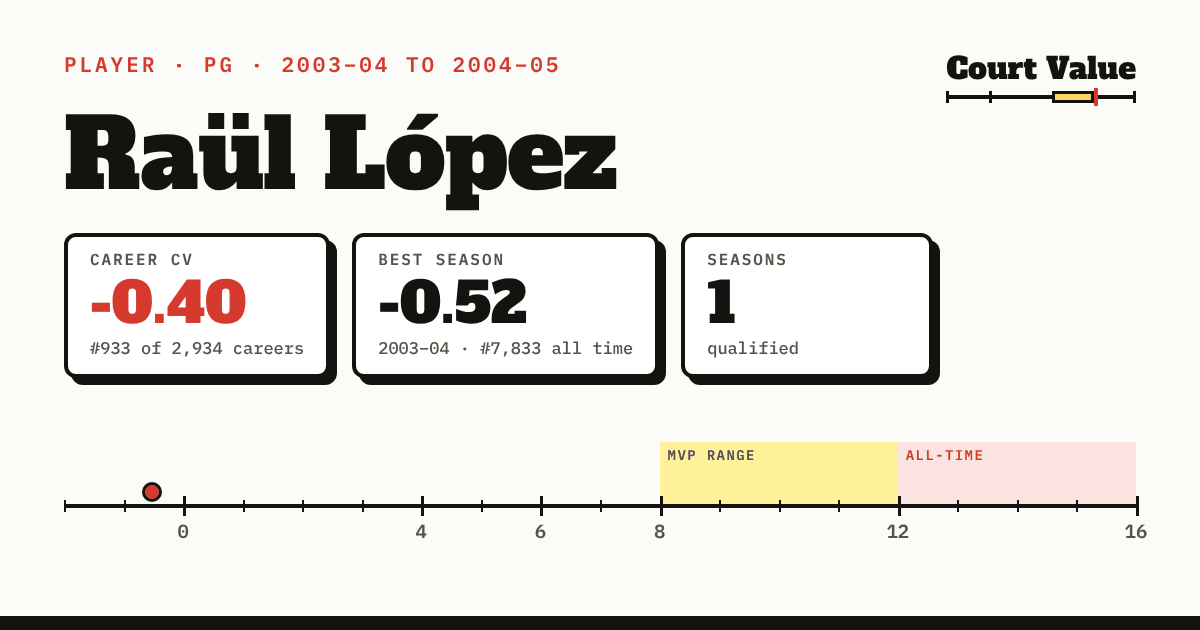 PLAYER · PG · 2003–04 TO 2004–05
Court Value
Raül López
CAREER CV
-0.40
#933 of 2,934 careers
BEST SEASON
-0.52
2003–04 · #7,833 all time
SEASONS
1
qualified
MVP RANGE
ALL-TIME
0 4 6 8 12 16